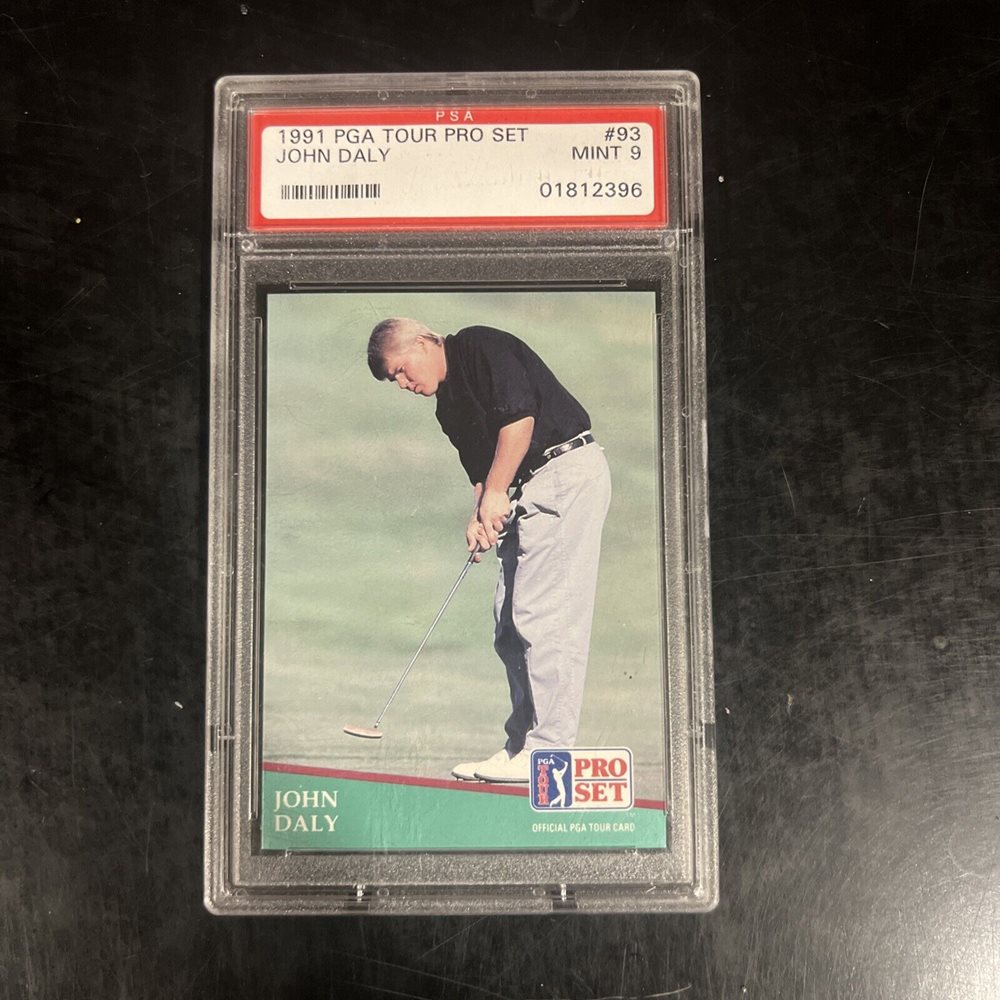 PSA
1991 PGA TOUR PRO SET #93
JOHN DALY MINT 9
01812396
PGA TOUR
PRO SET
JOHN DALY
OFFICIAL PGA TOUR CARD